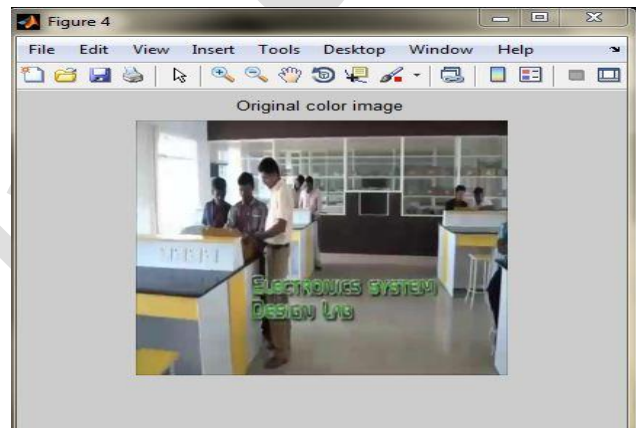 Figure 4
File Edit View Insert Tools Desktop Window Help
Original color image
ELECTRONICS SYSTEM
DESIGN LAB